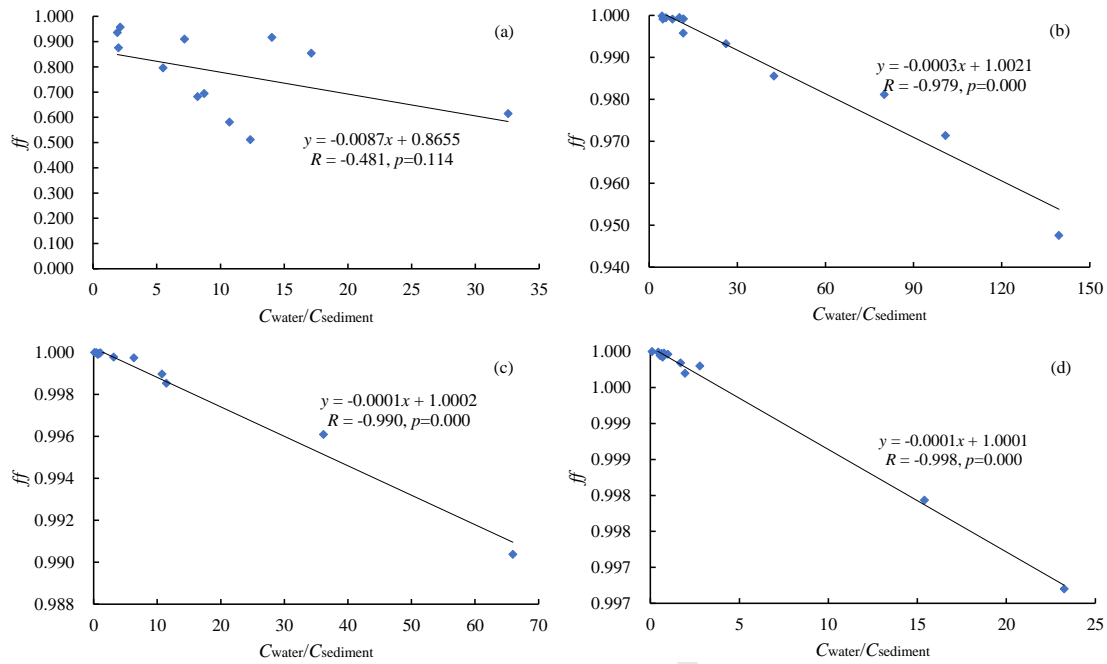 (a)
1.000
0.900
0.800
0.700
0.600
0.500
0.400
0.300
0.200
0.100
0.000
ff
y = -0.0087x + 0.8655
R = -0.481, p=0.114
0 5 10 15 20 25 30 35
Cwater/Csediment
(b)
1.000
0.990
0.980
0.970
0.960
0.950
0.940
ff
y = -0.0003x + 1.0021
R = -0.979, p=0.000
0 30 60 90 120 150
Cwater/Csediment
(c)
1.000
0.998
0.996
0.994
0.992
0.990
0.988
ff
y = -0.0001x + 1.0002
R = -0.990, p=0.000
0 10 20 30 40 50 60 70
Cwater/Csediment
(d)
1.000
1.000
0.999
0.999
0.998
0.998
0.997
0.997
ff
y = -0.0001x + 1.0001
R = -0.998, p=0.000
0 5 10 15 20 25
Cwater/Csediment